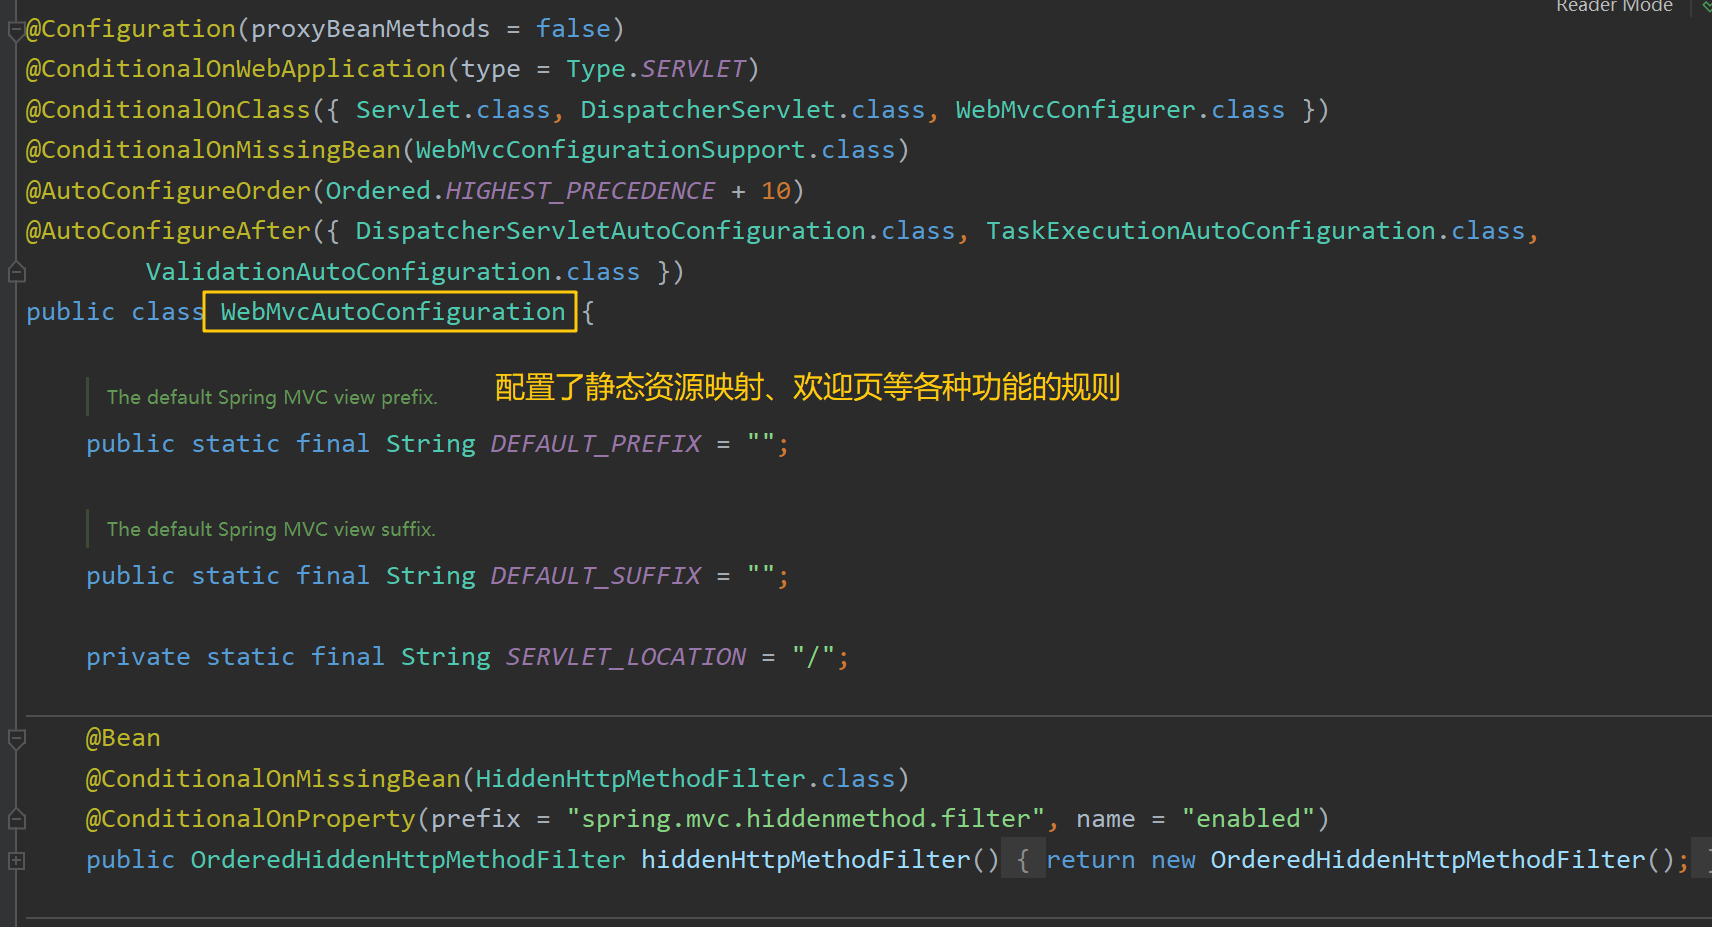 Reader Mode
@Configuration(proxyBeanMethods = false)
@ConditionalOnWebApplication(type = Type.SERVLET)
@ConditionalOnClass({ Servlet.class, DispatcherServlet.class, WebMvcConfigurer.class })
@ConditionalOnMissingBean(WebMvcConfigurationSupport.class)
@AutoConfigureOrder(Ordered.HIGHEST_PRECEDENCE + 10)
@AutoConfigureAfter({ DispatcherServletAutoConfiguration.class, TaskExecutionAutoConfiguration.class,
ValidationAutoConfiguration.class })
public class WebMvcAutoConfiguration {
The default Spring MVC view prefix.
配置了静态资源映射、欢迎页等各种功能的规则
public static final String DEFAULT_PREFIX = "";
The default Spring MVC view suffix.
public static final String DEFAULT_SUFFIX = "";
private static final String SERVLET_LOCATION = "/";
@Bean
@ConditionalOnMissingBean(HiddenHttpMethodFilter.class)
@ConditionalOnProperty(prefix = "spring.mvc.hiddenmethod.filter", name = "enabled")
public OrderedHiddenHttpMethodFilter hiddenHttpMethodFilter() { return new OrderedHiddenHttpMethodFilter(); }